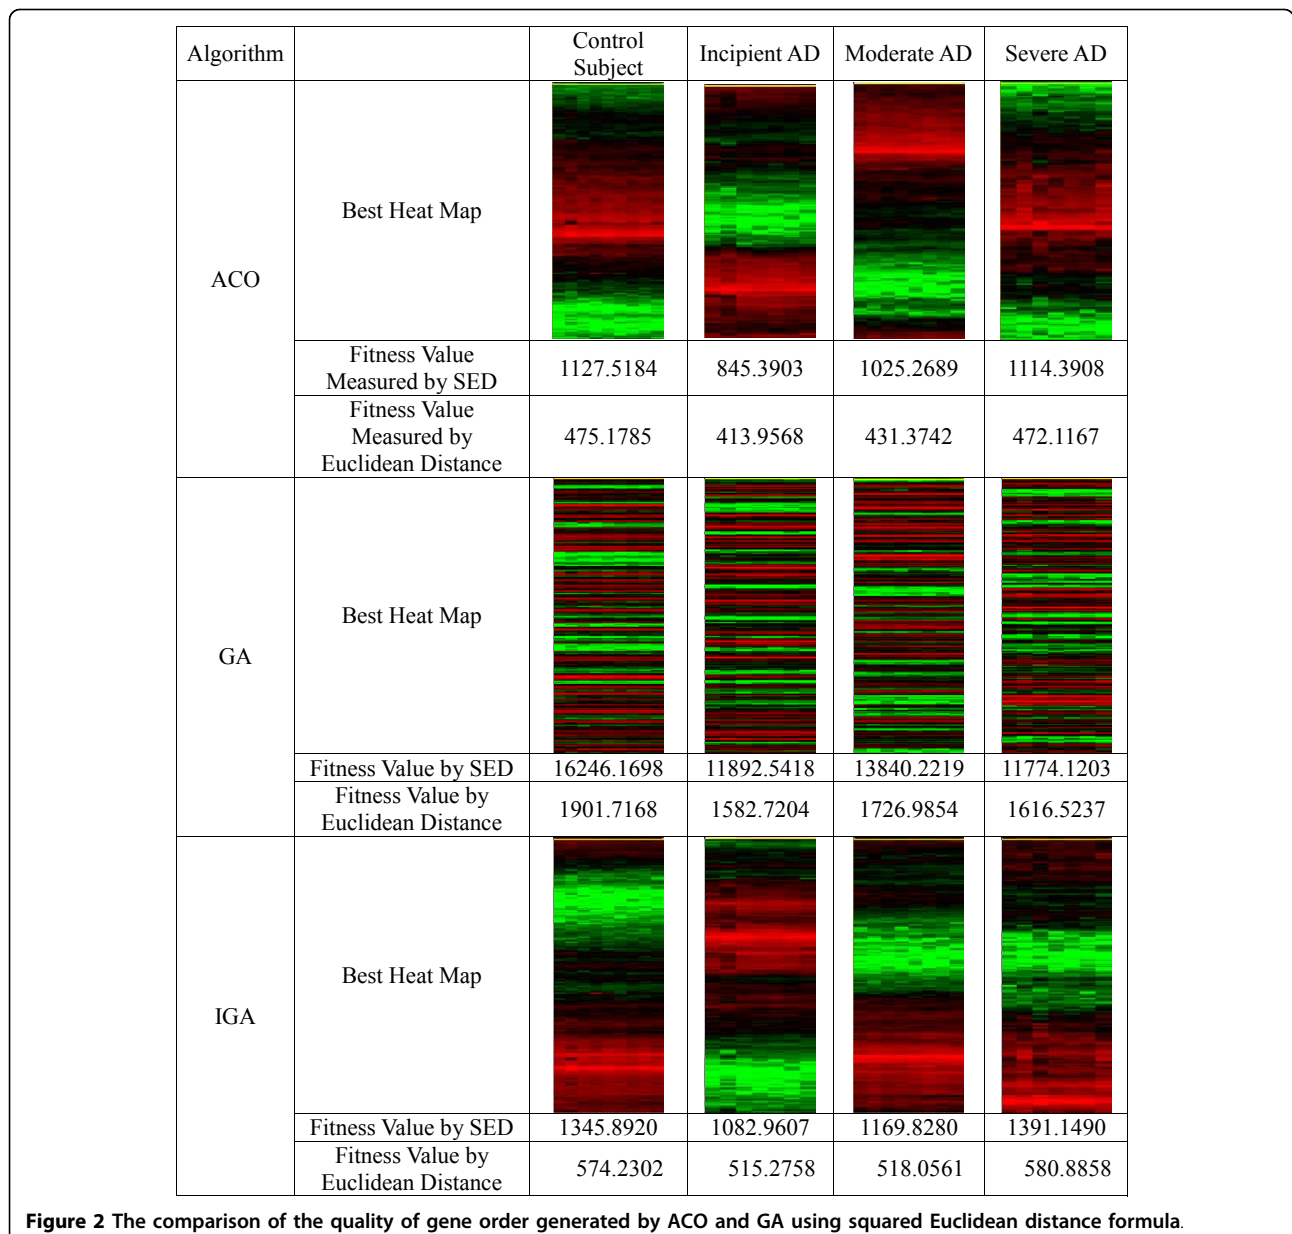 Algorithm
Control Subject
Incipient AD
Moderate AD
Severe AD
ACO
Best Heat Map
Fitness Value
Measured by SED
1127.5184
845.3903
1025.2689
1114.3908
Fitness Value
Measured by
Euclidean Distance
475.1785
413.9568
431.3742
472.1167
GA
Best Heat Map
Fitness Value by SED
16246.1698
11892.5418
13840.2219
11774.1203
Fitness Value by
Euclidean Distance
1901.7168
1582.7204
1726.9854
1616.5237
IGA
Best Heat Map
Fitness Value by SED
1345.8920
1082.9607
1169.8280
1391.1490
Fitness Value by
Euclidean Distance
574.2302
515.2758
518.0561
580.8858
Figure 2 The comparison of the quality of gene order generated by ACO and GA using squared Euclidean distance formula.